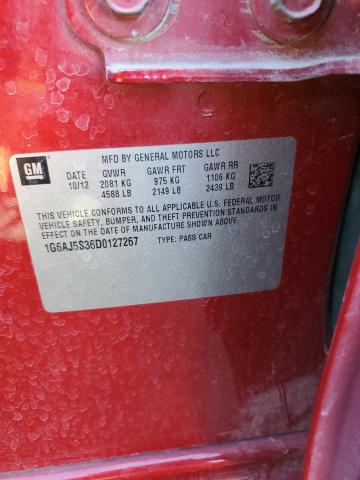 GM
MFD BY GENERAL MOTORS LLC
DATE GVWR GAWR FRT GAWR RR
10/12 2081 KG 975 KG 1106 KG
4588 LB 2149 LB 2439 LB
THIS VEHICLE CONFORMS TO ALL APPLICABLE U.S. FEDERAL MOTOR
VEHICLE SAFETY, BUMPER, AND THEFT PREVENTION STANDARDS
IN EFFECT ON THE DATE OF MANUFACTURE SHOWN ABOVE.
1G6AJ5S36D0127267 TYPE: PASS CAR